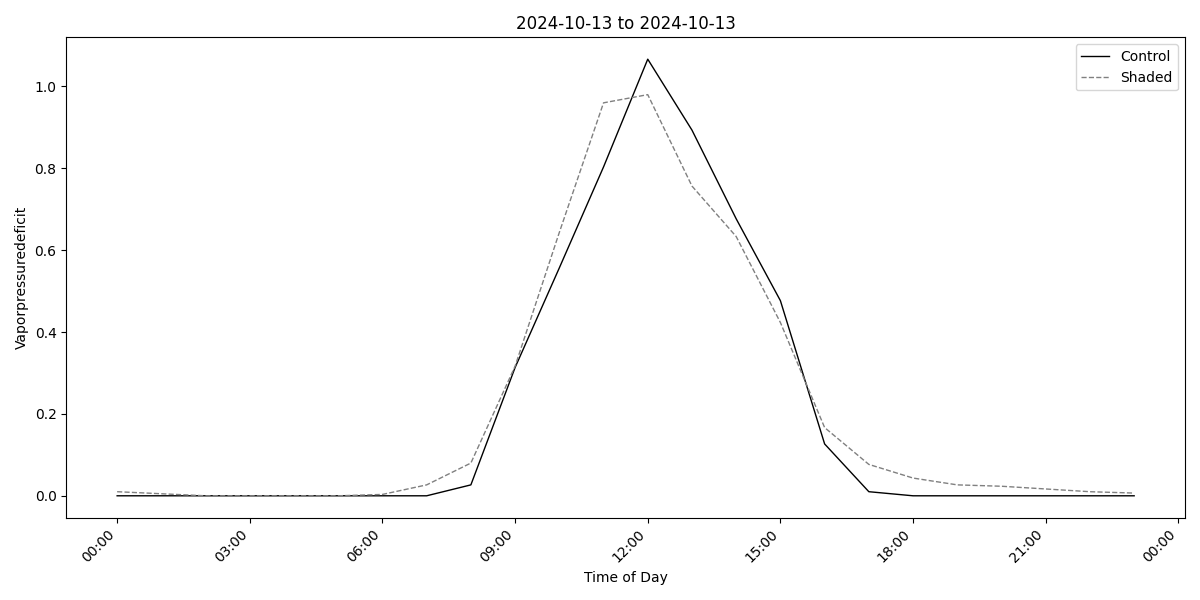 2024-10-13 to 2024-10-13
Control
Shaded
Vaporpressuredeficit
1.0
0.8
0.6
0.4
0.2
0.0
00:00 03:00 06:00 09:00 12:00 15:00 18:00 21:00 00:00
Time of Day